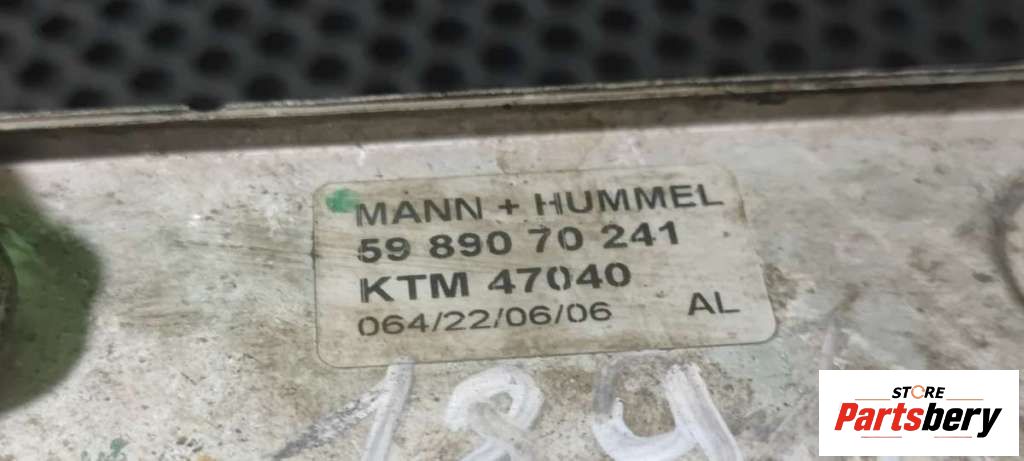 MANN + HUMMEL
59 890 70 241
KTM 47040
064/22/06/06 AL
STORE
Partsbery